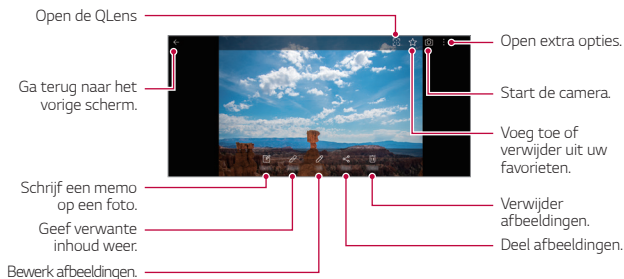 Open de QLens
Open extra opties.
Ga terug naar het
vorige scherm.
Start de camera.
Voeg toe of
verwijder uit uw
favorieten.
Schrijf een memo
op een foto.
Verwijder
afbeeldingen.
Geef verwante
inhoud weer.
Deel afbeeldingen.
Bewerk afbeeldingen.